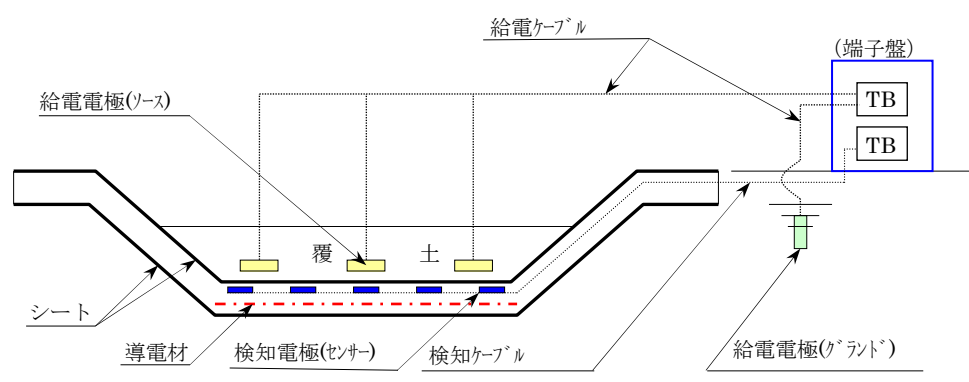 給電ｹｰﾌﾞﾙ
(端子盤)
給電電極(ｿｰｽ)
TB
TB
覆 土
シート
導電材
検知電極(ｾﾝｻｰ)
検知ｹｰﾌﾞﾙ
給電電極(ｸﾞﾗﾝﾄﾞ)